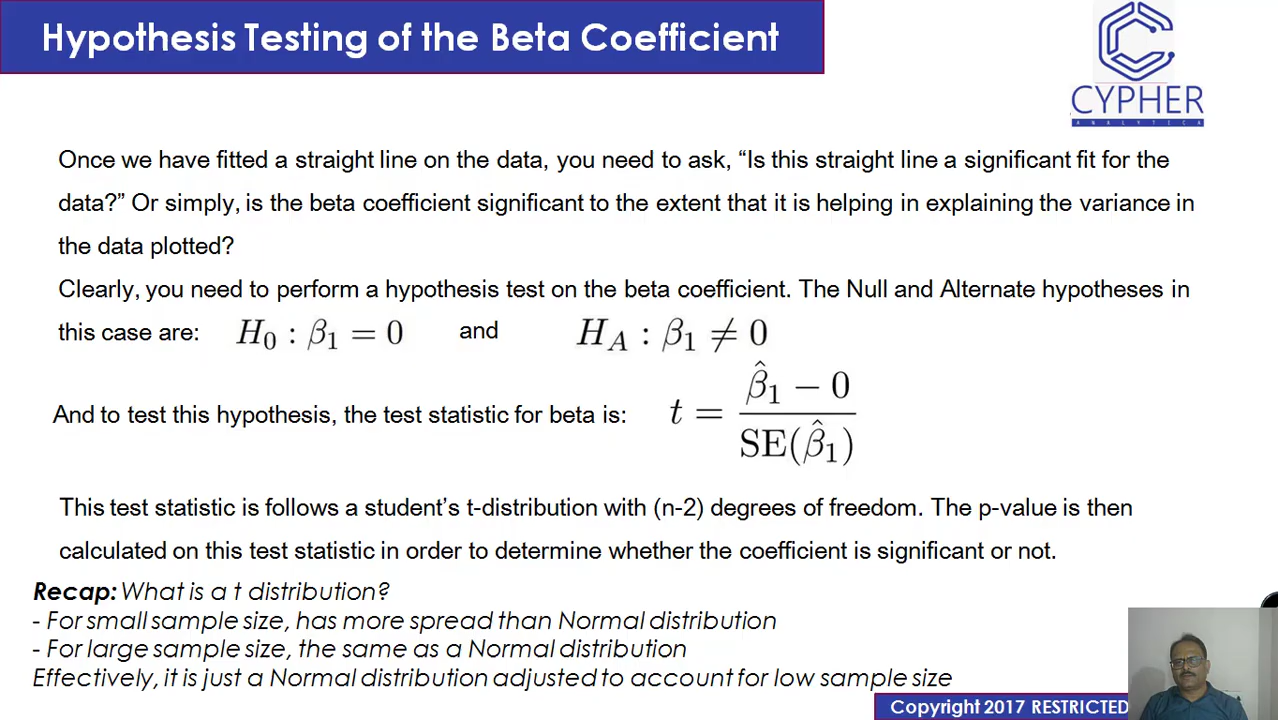 Hypothesis Testing of the Beta Coefficient
CYPHER
ANALYTICA
Once we have fitted a straight line on the data, you need to ask, “Is this straight line a significant fit for the
data?” Or simply, is the beta coefficient significant to the extent that it is helping in explaining the variance in
the data plotted?
Clearly, you need to perform a hypothesis test on the beta coefficient. The Null and Alternate hypotheses in
this case are: H₀ : β₁ = 0 and H_A : β₁ ≠ 0
And to test this hypothesis, the test statistic for beta is: t = (β̂₁ − 0) / SE(β̂₁)
This test statistic is follows a student’s t-distribution with (n-2) degrees of freedom. The p-value is then
calculated on this test statistic in order to determine whether the coefficient is significant or not.
Recap: What is a t distribution?
- For small sample size, has more spread than Normal distribution
- For large sample size, the same as a Normal distribution
Effectively, it is just a Normal distribution adjusted to account for low sample size
Copyright 2017 RESTRICTED